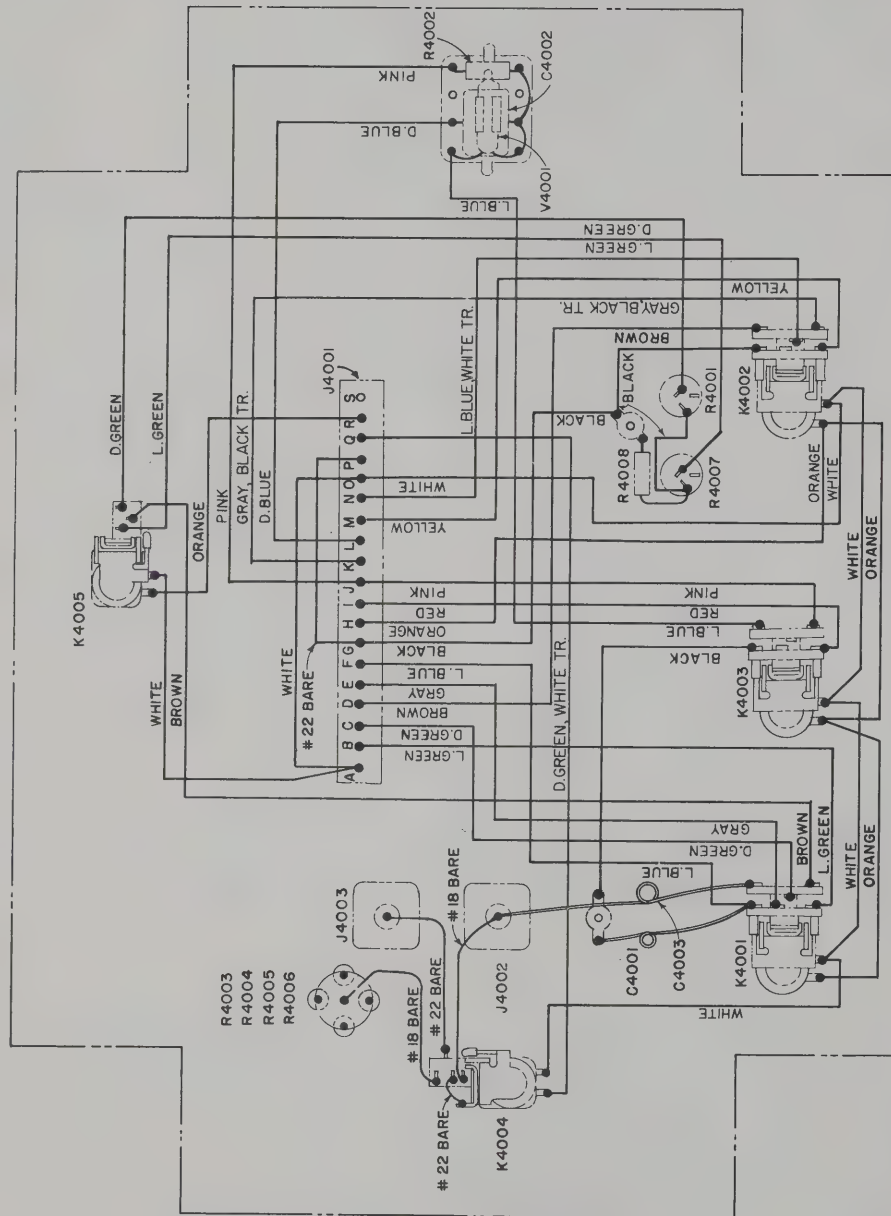 R4002
PINK
C4002
D.BLUE
V4001
L.BLUE
D.GREEN
L.GREEN
YELLOW
GRAY,BLACK TR.
L.BLUE,WHITE TR.
BROWN
BLACK
BLACK
R4001
R4008
R4007
K4002
ORANGE
WHITE
WHITE
ORANGE
D.GREEN
L.GREEN
PINK
GRAY, BLACK TR.
D.BLUE
ORANGE
K4005
WHITE
BROWN
J4001
S
R
Q
P
O
N
M
L
K
J
I
H
G
F
E
D
C
B
A
WHITE
YELLOW
PINK
RED
ORANGE
BLACK
L.BLUE
GRAY
BROWN
D.GREEN
L.GREEN
WHITE
#22 BARE
D.GREEN, WHITE TR.
PINK
RED
L.BLUE
BLACK
K4003
WHITE
ORANGE
GRAY
D.GREEN
L.BLUE
BROWN
L.GREEN
C4001
C4003
K4001
WHITE
J4003
#18 BARE
J4002
R4003
R4004
R4005
R4006
#18 BARE
#22 BARE
#22 BARE
K4004